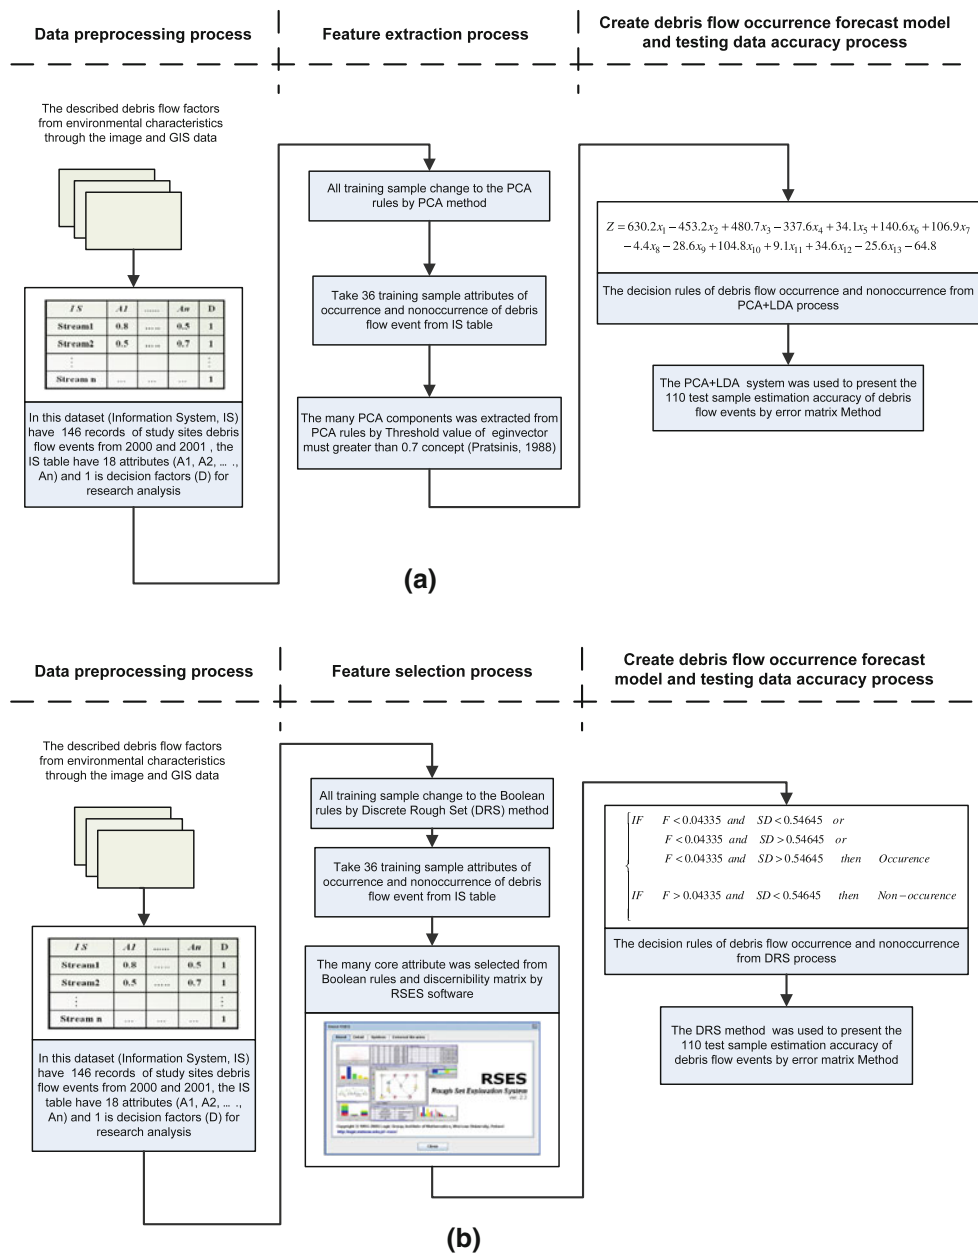 Data preprocessing process
Feature extraction process
Create debris flow occurrence forecast model
and testing data accuracy process
The described debris flow factors
from environmental characteristics
through the image and GIS data
IS A1 ...... An D
Stream1 0.8 ..... 0.5 1
Stream2 0.5 ..... 0.7 1
⋮ ⋮
Stream n ... ... ... 1
In this dataset (Information System, IS)
have 146 records of study sites debris
flow events from 2000 and 2001 , the
IS table have 18 attributes (A1, A2, ... .,
An) and 1 is decision factors (D) for
research analysis
All training sample change to the PCA
rules by PCA method
Take 36 training sample attributes of
occurrence and nonoccurrence of debris
flow event from IS table
The many PCA components was extracted from
PCA rules by Threshold value of eginvector
must greater than 0.7 concept (Pratsinis, 1988)
Z = 630.2x1 − 453.2x2 + 480.7x3 − 337.6x4 + 34.1x5 + 140.6x6 + 106.9x7
− 4.4x8 − 28.6x9 + 104.8x10 + 9.1x11 + 34.6x12 − 25.6x13 − 64.8
The decision rules of debris flow occurrence and nonoccurrence from
PCA+LDA process
The PCA+LDA system was used to present the
110 test sample estimation accuracy of debris
flow events by error matrix Method
(a)
Data preprocessing process
Feature selection process
Create debris flow occurrence forecast
model and testing data accuracy process
The described debris flow factors
from environmental characteristics
through the image and GIS data
IS A1 ...... An D
Stream1 0.8 ..... 0.5 1
Stream2 0.5 ..... 0.7 1
⋮ ⋮
Stream n ... ... ... 1
In this dataset (Information System, IS)
have 146 records of study sites debris
flow events from 2000 and 2001, the IS
table have 18 attributes (A1, A2, ... .,
An) and 1 is decision factors (D) for
research analysis
All training sample change to the Boolean
rules by Discrete Rough Set (DRS) method
Take 36 training sample attributes of
occurrence and nonoccurrence of debris
flow event from IS table
The many core attribute was selected from
Boolean rules and discernibility matrix by
RSES software
RSES
Rough Set Exploration System
IF F < 0.04335 and SD < 0.54645 or
F < 0.04335 and SD > 0.54645 or
F < 0.04335 and SD > 0.54645 then Occurence
IF F > 0.04335 and SD < 0.54645 then Non−occurence
The decision rules of debris flow occurrence and nonoccurrence
from DRS process
The DRS method was used to present the
110 test sample estimation accuracy of
debris flow events by error matrix Method
(b)